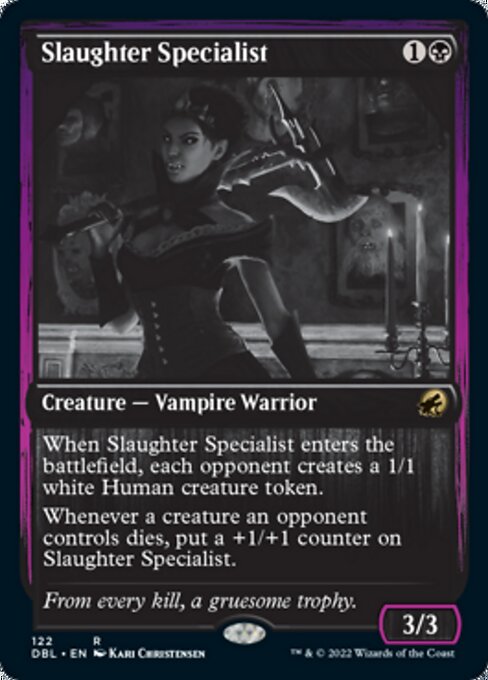 Slaughter Specialist 1
Creature — Vampire Warrior
When Slaughter Specialist enters the
battlefield, each opponent creates a 1/1
white Human creature token.
Whenever a creature an opponent
controls dies, put a +1/+1 counter on
Slaughter Specialist.
From every kill, a gruesome trophy.
3/3
122 R
DBL • EN Kari Christensen
™ & © 2022 Wizards of the Coast